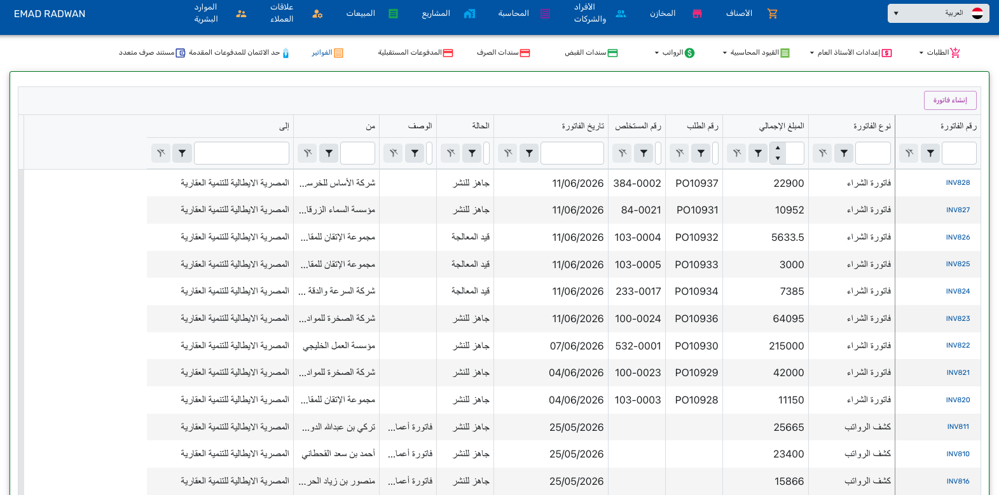 العربية
الأصناف
المخازن
الأفراد والشركات
المحاسبة
المشاريع
المبيعات
علاقات العملاء
الموارد البشرية
EMAD RADWAN
الطلبات
إعدادات الأستاذ العام
القيود المحاسبية
الرواتب
سندات القبض
سندات الصرف
المدفوعات المستقبلية
الفواتير
حد الائتمان للمدفوعات المقدمة
مستند صرف متعدد
إنشاء فاتورة
رقم الفاتورة نوع الفاتورة المبلغ الإجمالي رقم الطلب رقم المستخلص تاريخ الفاتورة الحالة الوصف من إلى
INV828 فاتورة الشراء 22900 PO10937 384-0002 11/06/2026 جاهز للنشر شركة الأساس للخرسـ... المصرية الايطالية للتنمية العقارية
INV827 فاتورة الشراء 10952 PO10931 84-0021 11/06/2026 جاهز للنشر مؤسسة السماء الزرقا... المصرية الايطالية للتنمية العقارية
INV826 فاتورة الشراء 5633.5 PO10932 103-0004 11/06/2026 قيد المعالجة مجموعة الإتقان للمقا... المصرية الايطالية للتنمية العقارية
INV825 فاتورة الشراء 3000 PO10933 103-0005 11/06/2026 قيد المعالجة مجموعة الإتقان للمقا... المصرية الايطالية للتنمية العقارية
INV824 فاتورة الشراء 7385 PO10934 233-0017 11/06/2026 قيد المعالجة شركة السرعة والدقة ... المصرية الايطالية للتنمية العقارية
INV823 فاتورة الشراء 64095 PO10936 100-0024 11/06/2026 جاهز للنشر شركة الصخرة للمواد... المصرية الايطالية للتنمية العقارية
INV822 فاتورة الشراء 215000 PO10930 532-0001 07/06/2026 جاهز للنشر مؤسسة العمل الخليجي المصرية الايطالية للتنمية العقارية
INV821 فاتورة الشراء 42000 PO10929 100-0023 04/06/2026 جاهز للنشر شركة الصخرة للمواد... المصرية الايطالية للتنمية العقارية
INV820 فاتورة الشراء 11150 PO10928 103-0003 04/06/2026 جاهز للنشر مجموعة الإتقان للمقا... المصرية الايطالية للتنمية العقارية
INV811 كشف الرواتب 25665 25/05/2026 جاهز للنشر فاتورة أعما... تركي بن عبدالله الدو... المصرية الايطالية للتنمية العقارية
INV810 كشف الرواتب 23400 25/05/2026 جاهز للنشر فاتورة أعما... أحمد بن سعد القحطاني المصرية الايطالية للتنمية العقارية
INV816 كشف الرواتب 15866 25/05/2026 جاهز للنشر فاتورة أعما... منصور بن زياد الحر... المصرية الايطالية للتنمية العقارية